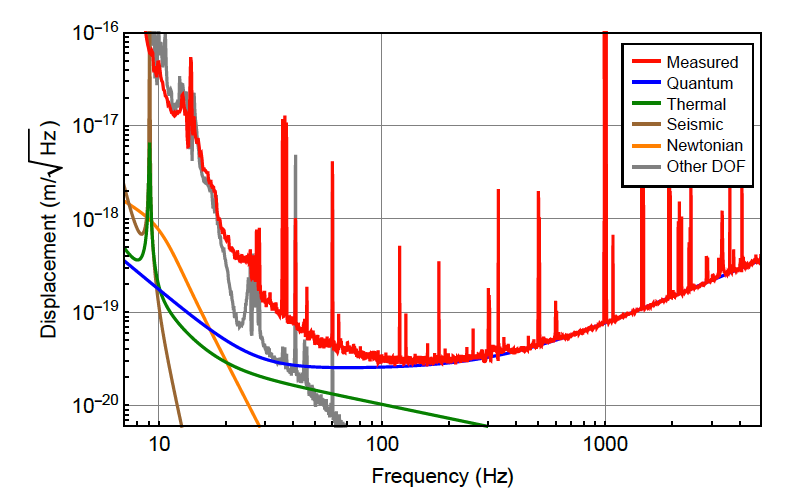 10⁻¹⁶
10⁻¹⁷
10⁻¹⁸
10⁻¹⁹
10⁻²⁰
Displacement (m/√Hz)
Measured
Quantum
Thermal
Seismic
Newtonian
Other DOF
10
100
1000
Frequency (Hz)